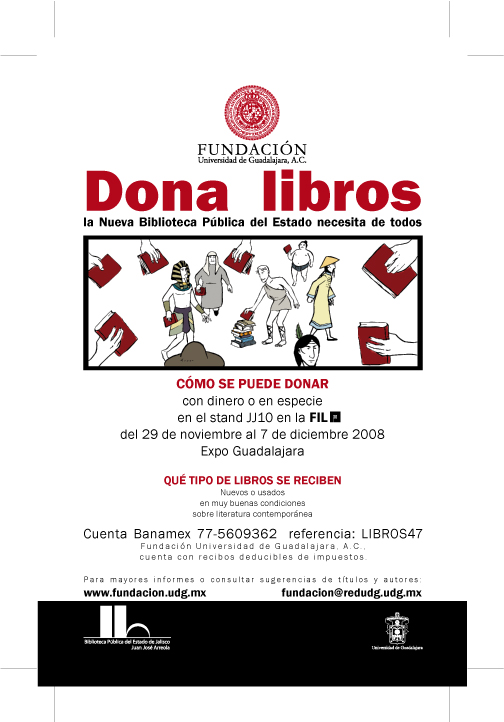 FUNDACIÓN
Universidad de Guadalajara, A.C.
Dona libros
la Nueva Biblioteca Pública del Estado necesita de todos
CÓMO SE PUEDE DONAR
con dinero o en especie
en el stand JJ10 en la FIL
del 29 de noviembre al 7 de diciembre 2008
Expo Guadalajara
QUÉ TIPO DE LIBROS SE RECIBEN
Nuevos o usados
en muy buenas condiciones
sobre literatura contemporánea
Cuenta Banamex 77-5609362 referencia: LIBROS47
Fundación Universidad de Guadalajara, A.C.,
cuenta con recibos deducibles de impuestos.
Para mayores informes o consultar sugerencias de títulos y autores:
www.fundacion.udg.mx fundacion@redudg.udg.mx
Biblioteca Pública del Estado de Jalisco
Juan José Arreola
Universidad de Guadalajara